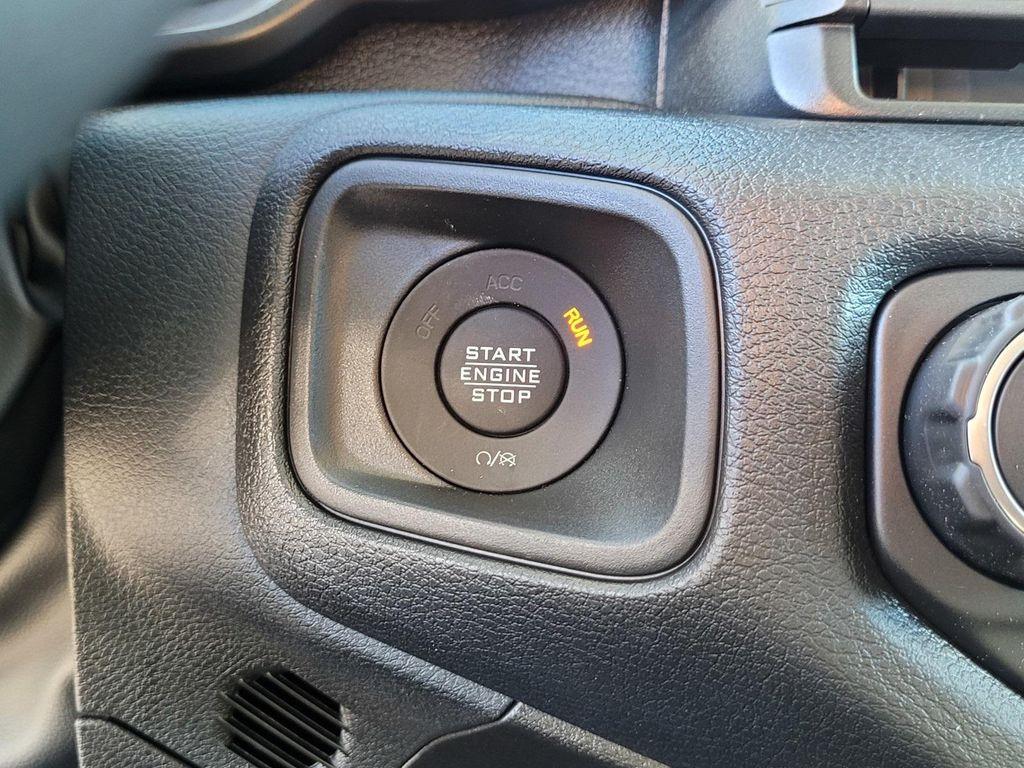 ACC
OFF
RUN
START
ENGINE
STOP